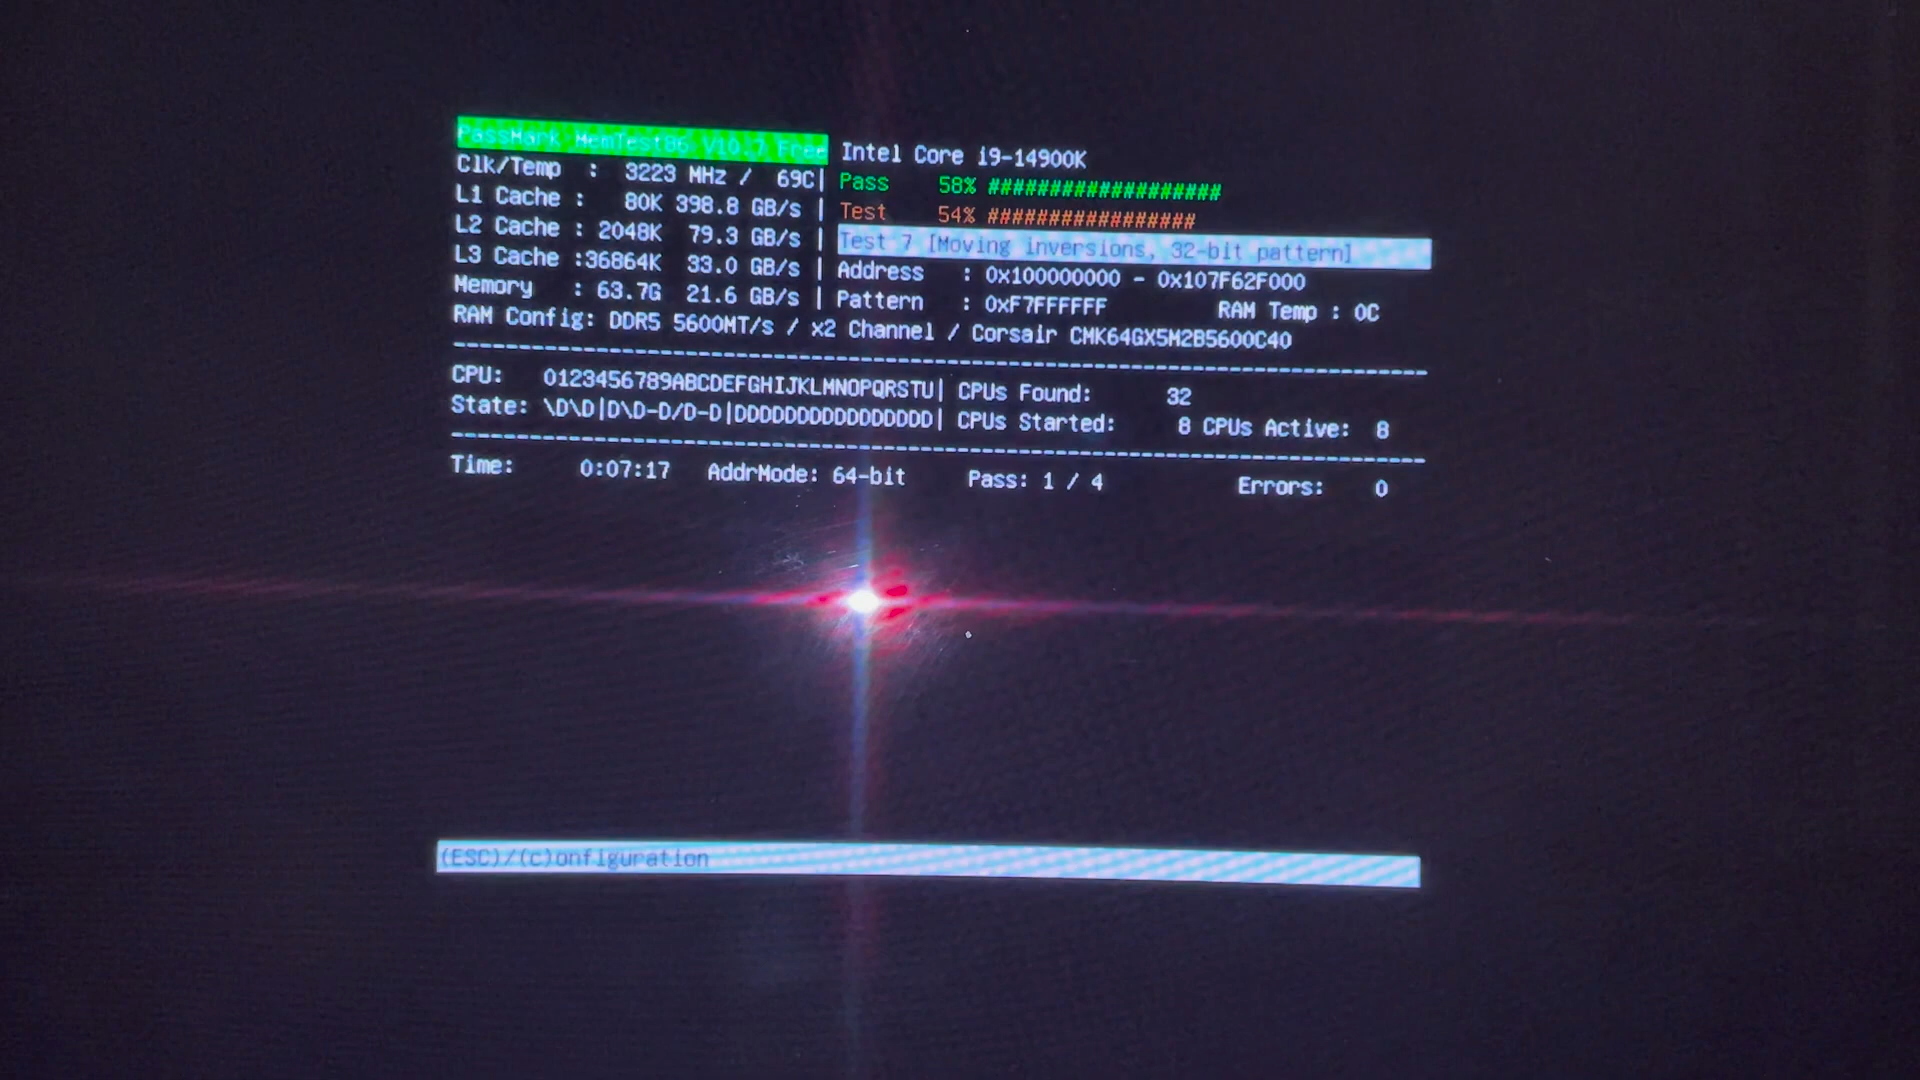 PassMark MemTest86 V10.7 Free Intel Core i9-14900K
Clk/Temp : 3223 MHz / 69C| Pass 58% ###################
L1 Cache : 80K 398.8 GB/s | Test 54% #################
L2 Cache : 2048K 79.3 GB/s | Test 7 [Moving inversions, 32-bit pattern]
L3 Cache :36864K 33.0 GB/s | Address : 0x100000000 - 0x107F62F000
Memory : 63.7G 21.6 GB/s | Pattern : 0xF7FFFFFF RAM Temp : 0C
RAM Config: DDR5 5600MT/s / x2 Channel / Corsair CMK64GX5M2B5600C40
CPU: 0123456789ABCDEFGHIJKLMNOPQRSTU| CPUs Found: 32
State: \D\D|D\D-D/D-D|DDDDDDDDDDDDDDDD| CPUs Started: 8 CPUs Active: 8
Time: 0:07:17 AddrMode: 64-bit Pass: 1 / 4 Errors: 0
(ESC)/(c)onfiguration